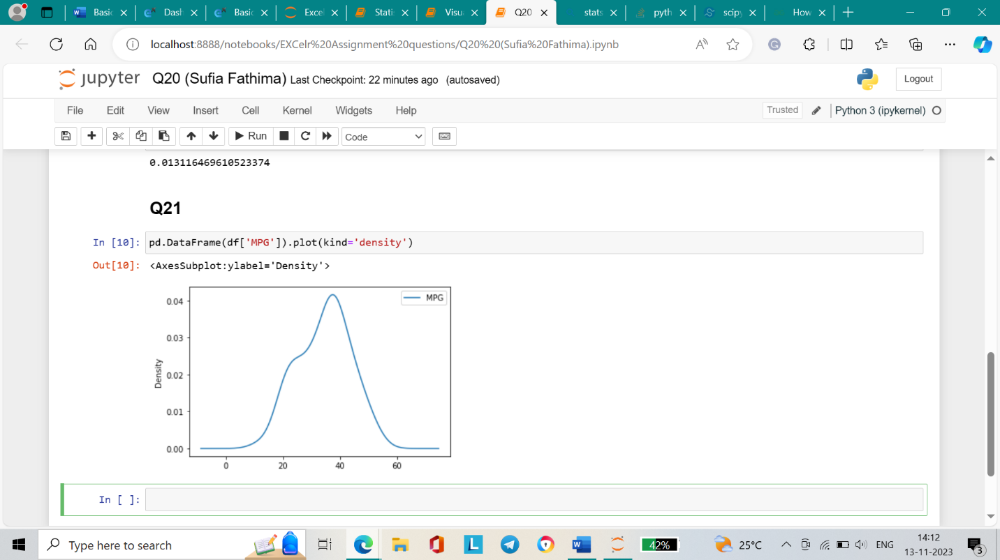 Basic Dash Basic Excel Statis Visua Q20 stats pyth scipy How
localhost:8888/notebooks/EXCelr%20Assignment%20questions/Q20%20(Sufia%20Fathima).ipynb
jupyter Q20 (Sufia Fathima) Last Checkpoint: 22 minutes ago (autosaved) Logout
File Edit View Insert Cell Kernel Widgets Help Trusted Python 3 (ipykernel)
Run Code
0.013116469610523374
Q21
In [10]: pd.DataFrame(df['MPG']).plot(kind='density')
Out[10]: <AxesSubplot:ylabel='Density'>
MPG
0.04
0.03
0.02
0.01
0.00
Density
0 20 40 60
In [ ]:
Type here to search 42% 25°C ENG 14:12
13-11-2023 3